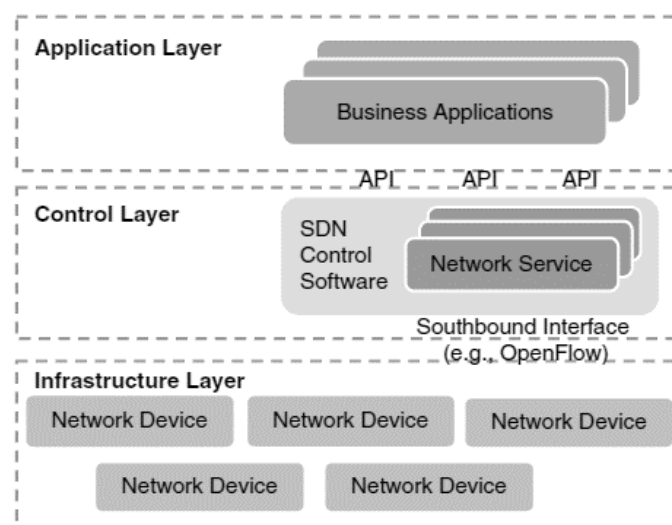 Application Layer
Business Applications
API API API
Control Layer
SDN
Control
Software
Network Service
Southbound Interface
(e.g., OpenFlow)
Infrastructure Layer
Network Device Network Device Network Device
Network Device Network Device